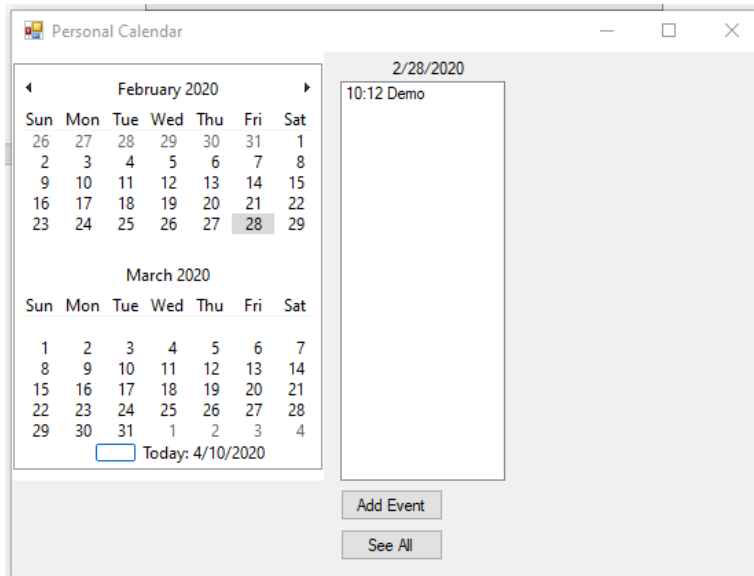 Personal Calendar
February 2020
Sun Mon Tue Wed Thu Fri Sat
26 27 28 29 30 31 1
2 3 4 5 6 7 8
9 10 11 12 13 14 15
16 17 18 19 20 21 22
23 24 25 26 27 28 29
March 2020
Sun Mon Tue Wed Thu Fri Sat
1 2 3 4 5 6 7
8 9 10 11 12 13 14
15 16 17 18 19 20 21
22 23 24 25 26 27 28
29 30 31 1 2 3 4
Today: 4/10/2020
2/28/2020
10:12 Demo
Add Event
See All